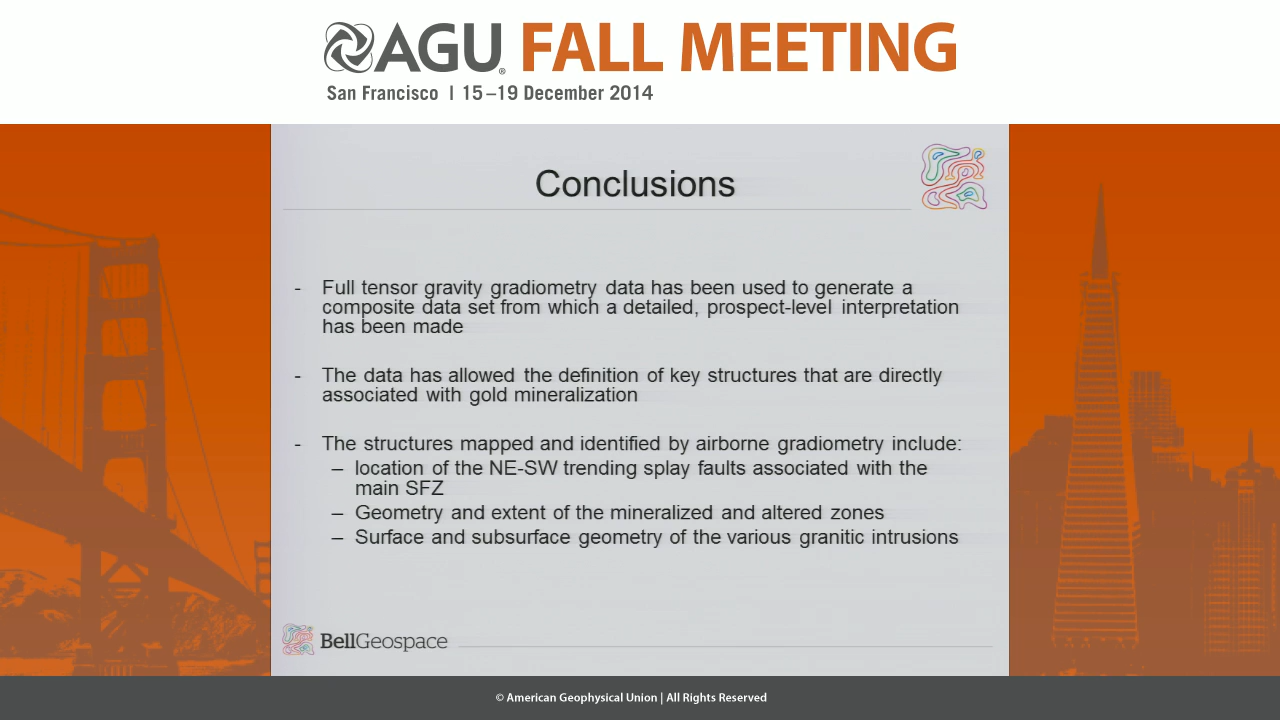 AGU® FALL MEETING
San Francisco | 15–19 December 2014
Conclusions
- Full tensor gravity gradiometry data has been used to generate a
composite data set from which a detailed, prospect-level interpretation
has been made
- The data has allowed the definition of key structures that are directly
associated with gold mineralization
- The structures mapped and identified by airborne gradiometry include:
– location of the NE-SW trending splay faults associated with the
main SFZ
– Geometry and extent of the mineralized and altered zones
– Surface and subsurface geometry of the various granitic intrusions
BellGeospace
© American Geophysical Union | All Rights Reserved